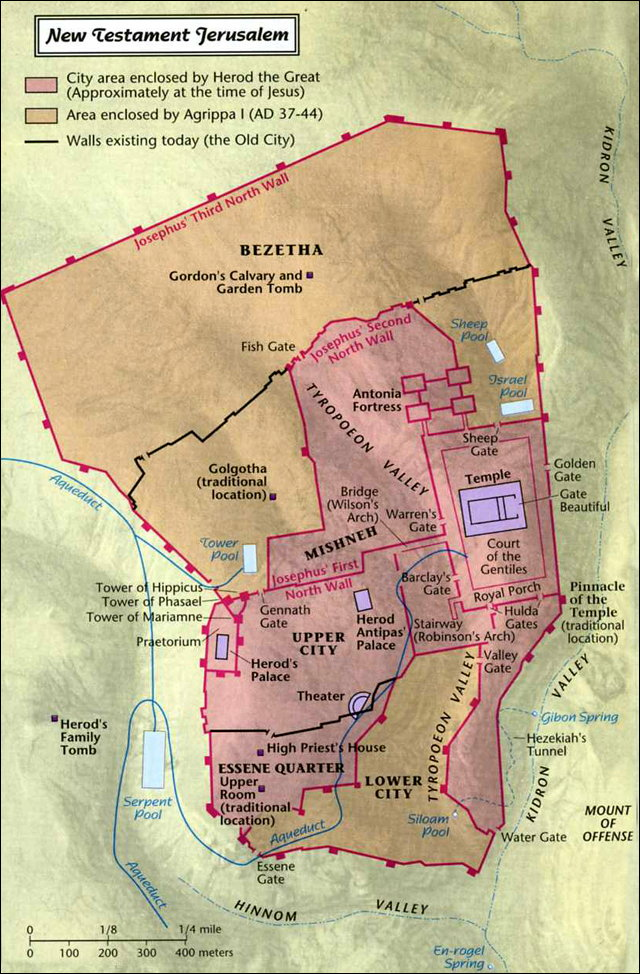 New Testament Jerusalem
City area enclosed by Herod the Great
(Approximately at the time of Jesus)
Area enclosed by Agrippa I (AD 37-44)
Walls existing today (the Old City)
KIDRON
VALLEY
Josephus' Third North Wall
BEZETHA
Gordon's Calvary and
Garden Tomb
Fish Gate
Josephus' Second
North Wall
Sheep
Pool
Israel
Pool
Antonia
Fortress
TYROPOEON
VALLEY
Sheep
Gate
Golgotha
(traditional
location)
Aqueduct
Temple
Golden
Gate
Gate
Beautiful
Bridge
(Wilson's
Arch)
Warren's
Gate
MISHNEH
Court
of the
Gentiles
Tower
Pool
Josephus' First
North Wall
Barclay's
Gate
Royal Porch
Tower of Hippicus
Tower of Phasael
Tower of Mariamne
Gennath
Gate
Pinnacle
of the
Temple
(traditional
location)
Hulda
Gates
Herod
Antipas'
Palace
Stairway
(Robinson's Arch)
Praetorium
UPPER
CITY
Herod's
Palace
Valley
Gate
Theater
TYROPOEON
VALLEY
KIDRON
VALLEY
Gibon Spring
Hezekiah's
Tunnel
Herod's
Family
Tomb
High Priest's House
ESSENE QUARTER
Upper
Room
(traditional
location)
LOWER
CITY
Serpent
Pool
Siloam
Pool
Aqueduct
Water Gate
MOUNT
OF
OFFENSE
Essene
Gate
Aqueduct
HINNOM
VALLEY
En-rogel
Spring
0 1/8 1/4 mile
0 100 200 300 400 meters